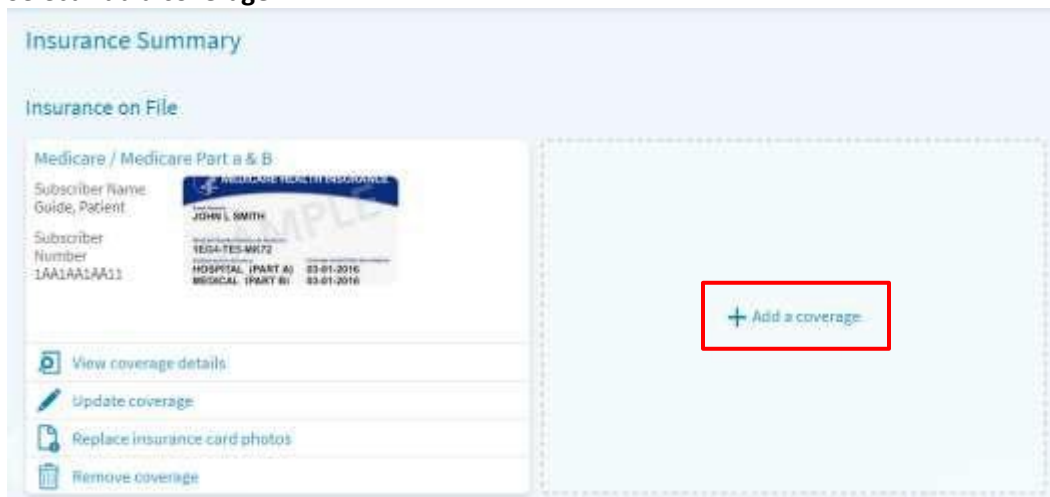 Insurance Summary
Insurance on File
Medicare / Medicare Part a & B
Subscriber Name
Guide, Patient
Subscriber
Number
1AA1AA1AA11
MEDICARE HEALTH INSURANCE
JOHN L SMITH
1EG4-TE5-MK72
HOSPITAL (PART A) 03-01-2016
MEDICAL (PART B) 03-01-2016
View coverage details
Update coverage
Replace insurance card photos
Remove coverage
+ Add a coverage